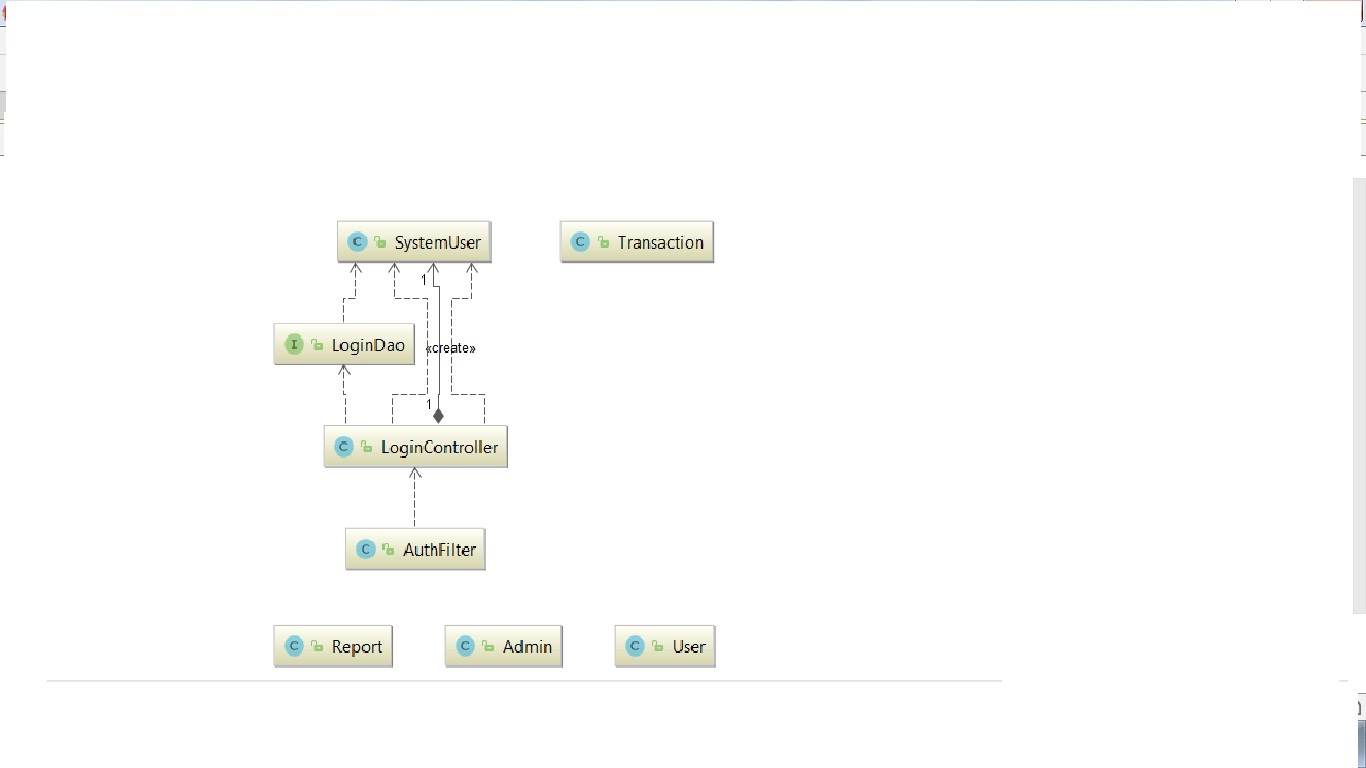 C SystemUser
C Transaction
1
I LoginDao
«create»
1
C LoginController
C AuthFilter
C Report
C Admin
C User